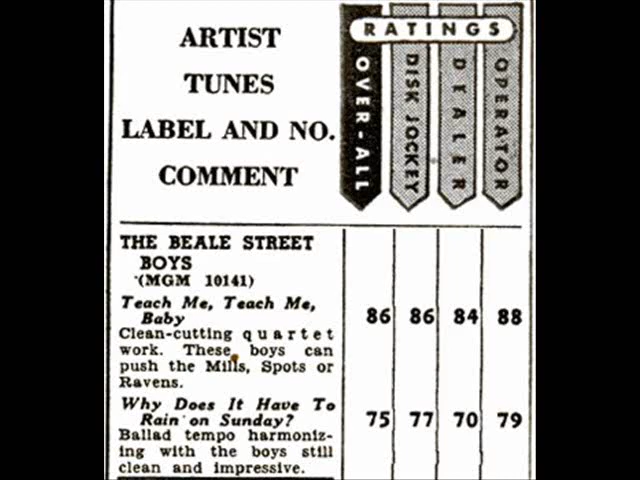 ARTIST
TUNES
LABEL AND NO.
COMMENT
RATINGS
OVER-ALL
DISK JOCKEY
DEALER
OPERATOR
THE BEALE STREET
BOYS
(MGM 10141)
Teach Me, Teach Me,
Baby
86 86 84 88
Clean-cutting quartet
work. These boys can
push the Mills, Spots or
Ravens.
Why Does It Have To
Rain on Sunday?
75 77 70 79
Ballad tempo harmoniz-
ing with the boys still
clean and impressive.